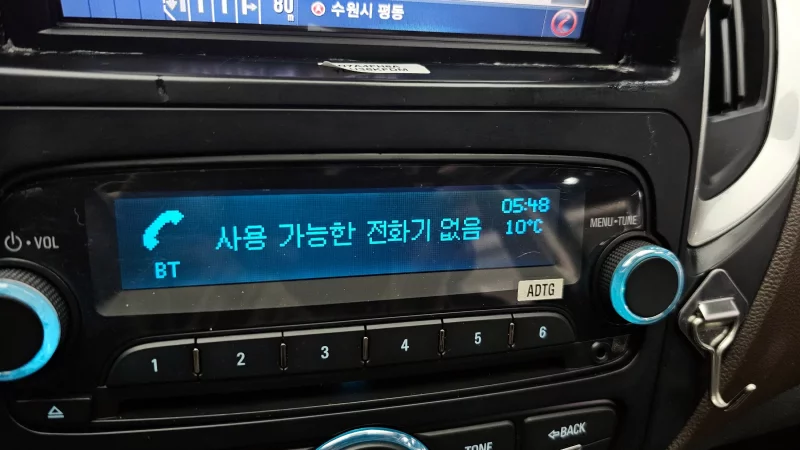 80
수원시 평동
05:48
사용 가능한 전화기 없음
10°C
BT
VOL
MENU•TUNE
ADTG
1 2 3 4 5 6
TONE
BACK